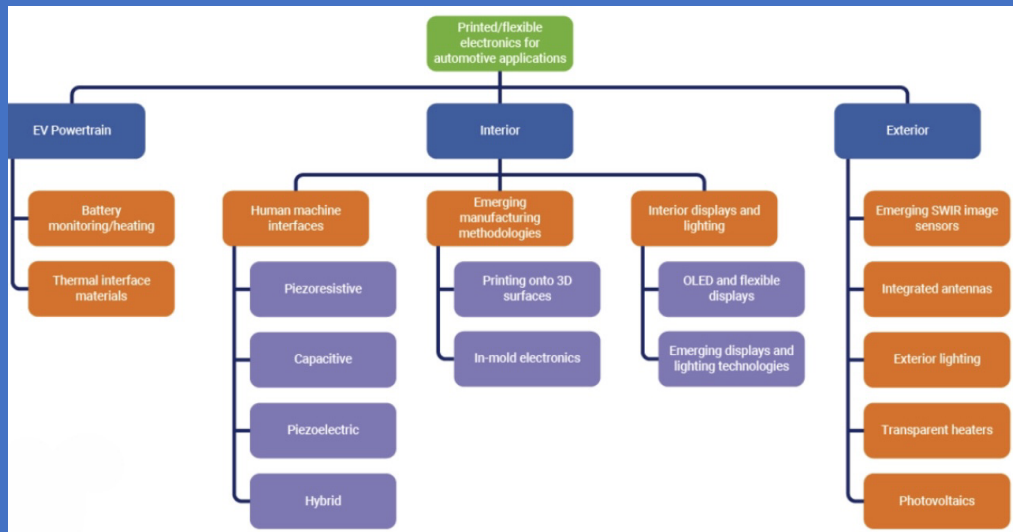 Printed/flexible
electronics for
automotive applications
EV Powertrain
Interior
Exterior
Battery
monitoring/heating
Thermal interface
materials
Human machine
interfaces
Piezoresistive
Capacitive
Piezoelectric
Hybrid
Emerging
manufacturing
methodologies
Printing onto 3D
surfaces
In-mold electronics
Interior displays and
lighting
OLED and flexible
displays
Emerging displays and
lighting technologies
Emerging SWIR image
sensors
Integrated antennas
Exterior lighting
Transparent heaters
Photovoltaics